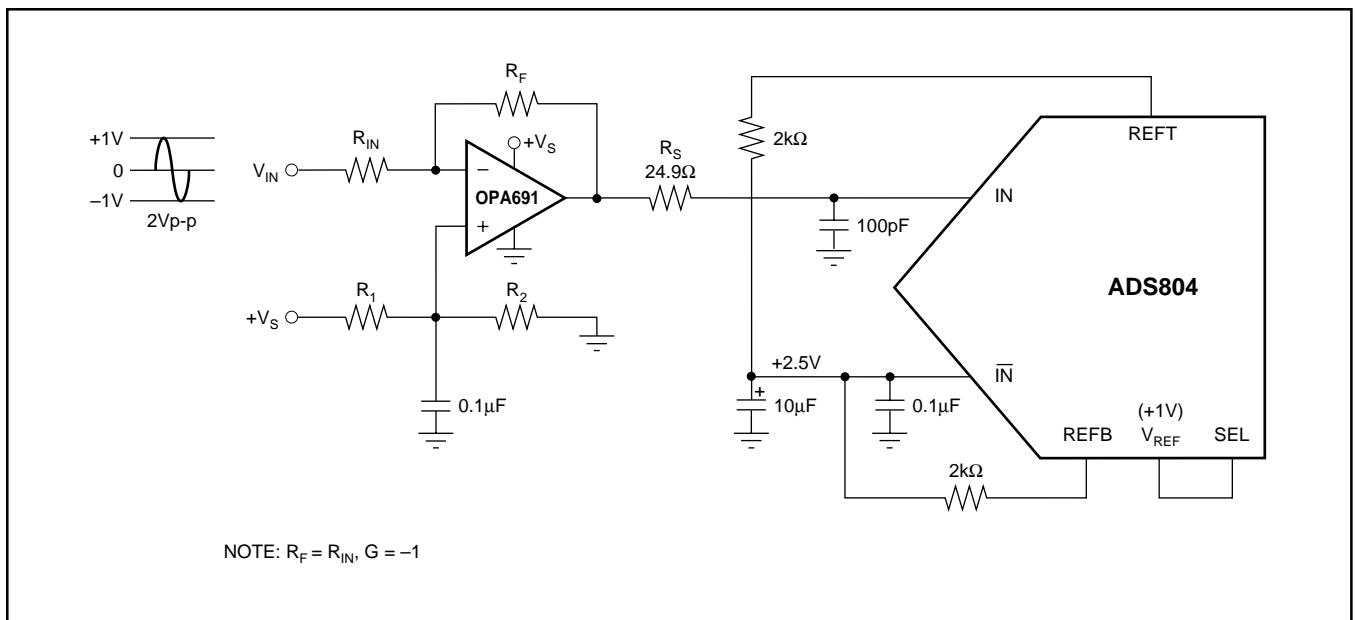 R_F
+1V
0
–1V
2Vp-p
V_IN
R_IN
+V_S
–
OPA691
+
R_S
24.9Ω
2kΩ
REFT
IN
100pF
ADS804
+V_S
R_1
R_2
0.1µF
+2.5V
+
10µF
0.1µF
I̅N̅
REFB
(+1V)
V_REF
SEL
2kΩ
NOTE: R_F = R_IN, G = –1